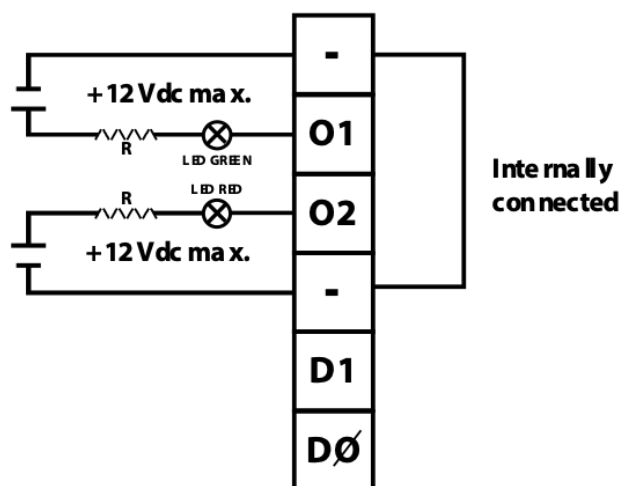 -
+12 Vdc max.
O1
R
LED GREEN
Internally
connected
R
LED RED
O2
+12 Vdc max.
-
D1
DØ